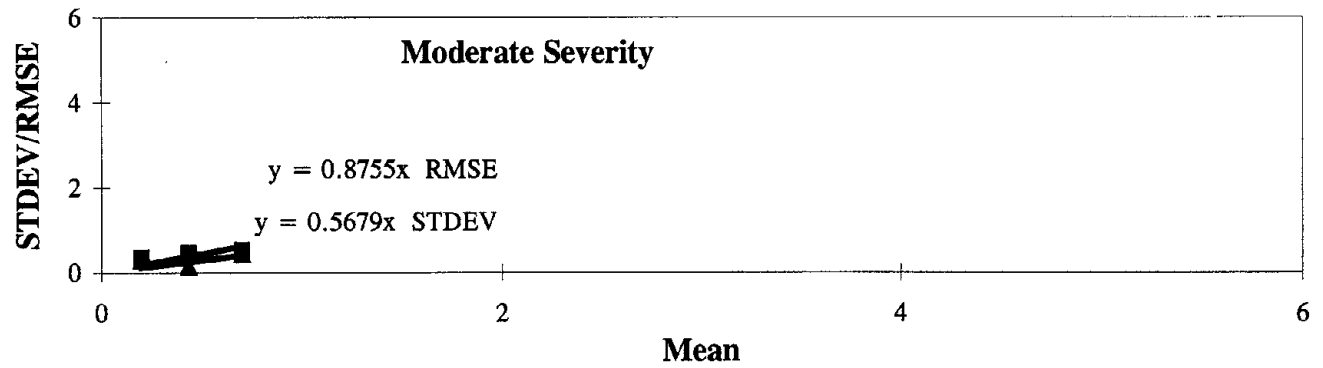 Moderate Severity
STDEV/RMSE
6
4
2
0
y = 0.8755x RMSE
y = 0.5679x STDEV
0 2 4 6
Mean